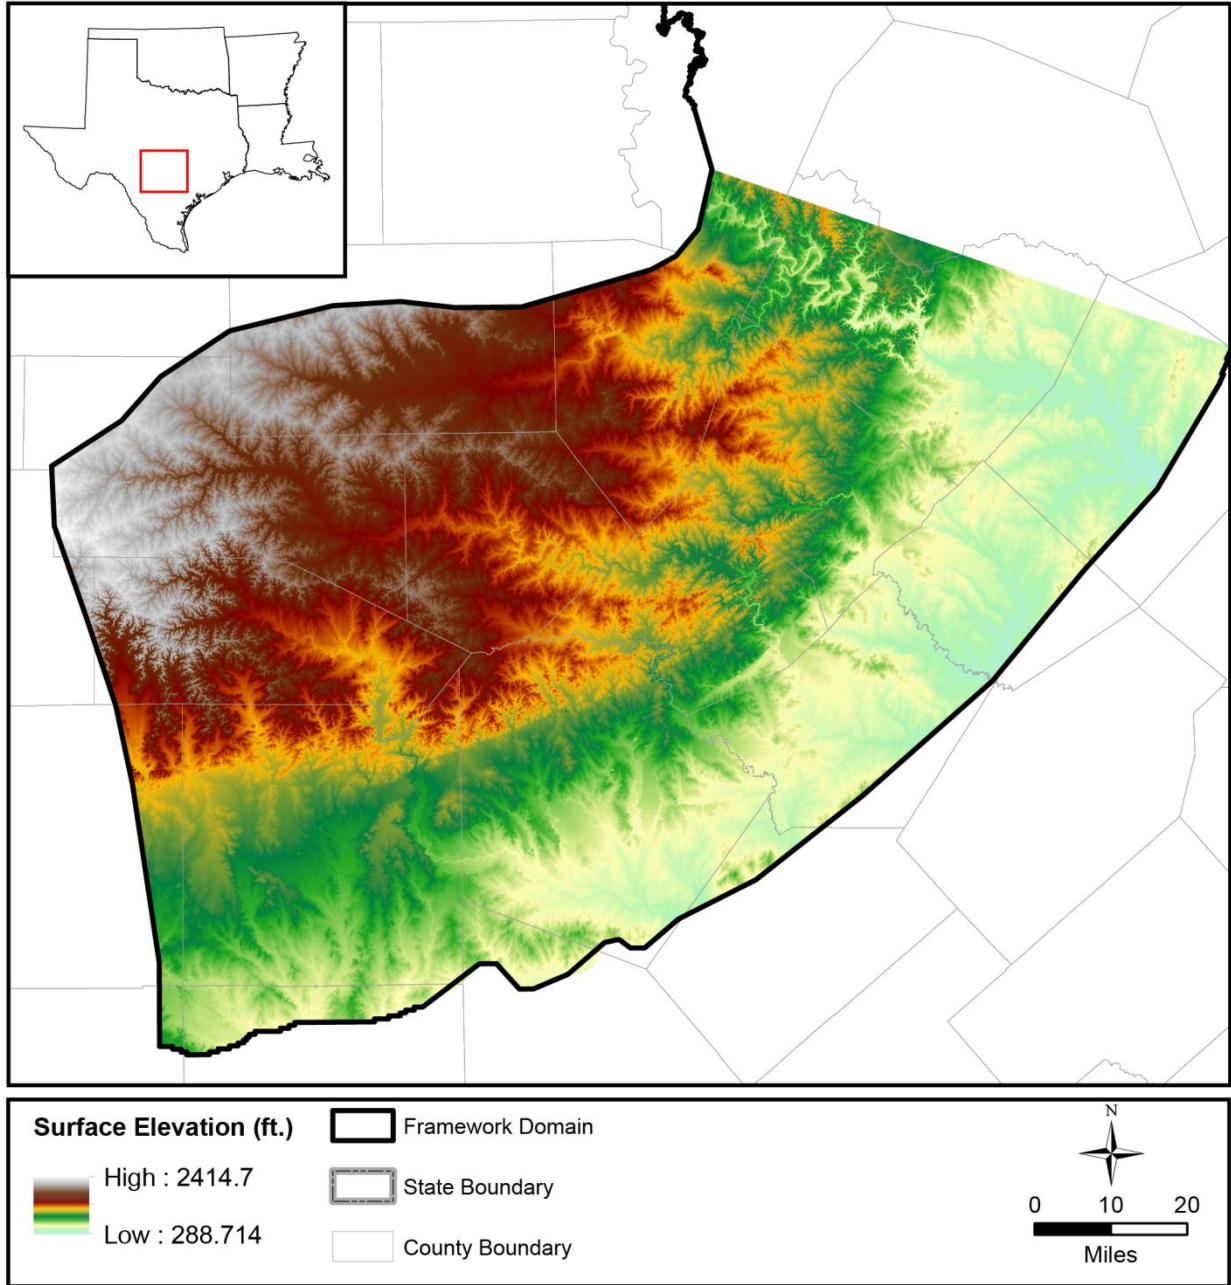 Surface Elevation (ft.)
High : 2414.7
Low : 288.714
Framework Domain
State Boundary
County Boundary
N
0 10 20
Miles